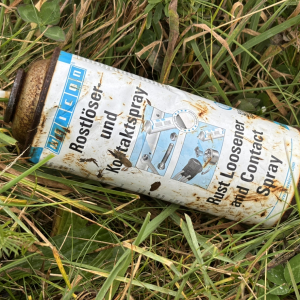 Rostlöser-
und
Kontaktspray
Rust Loosener
and Contact
Spray